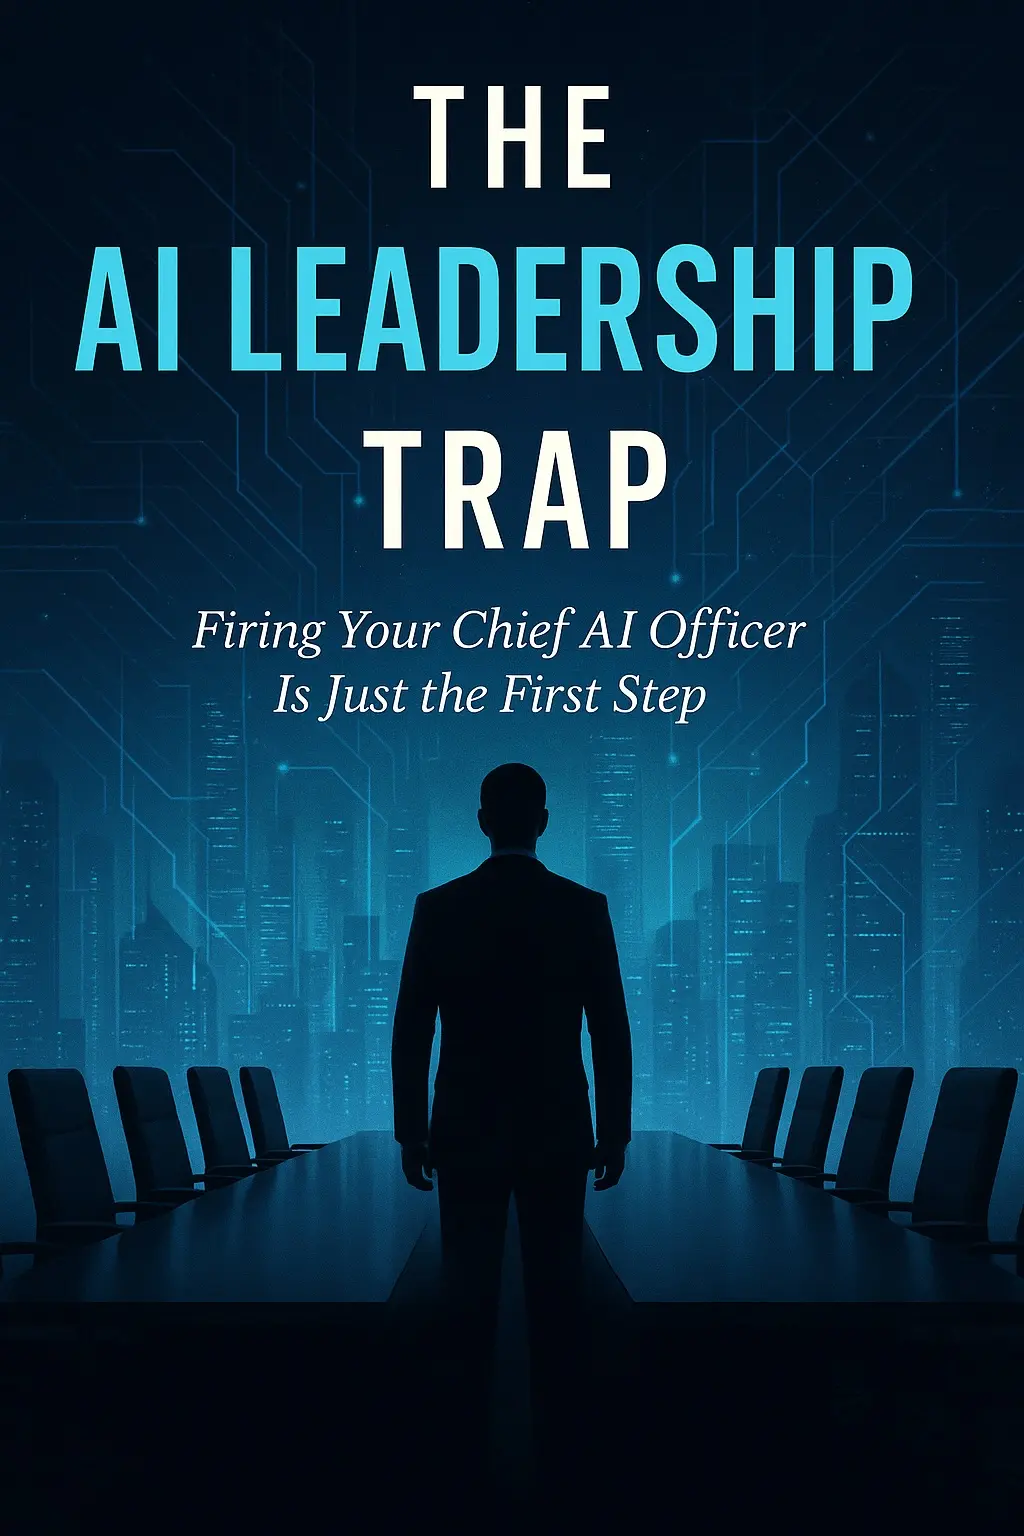 THE
AI LEADERSHIP
TRAP
Firing Your Chief AI Officer
Is Just the First Step